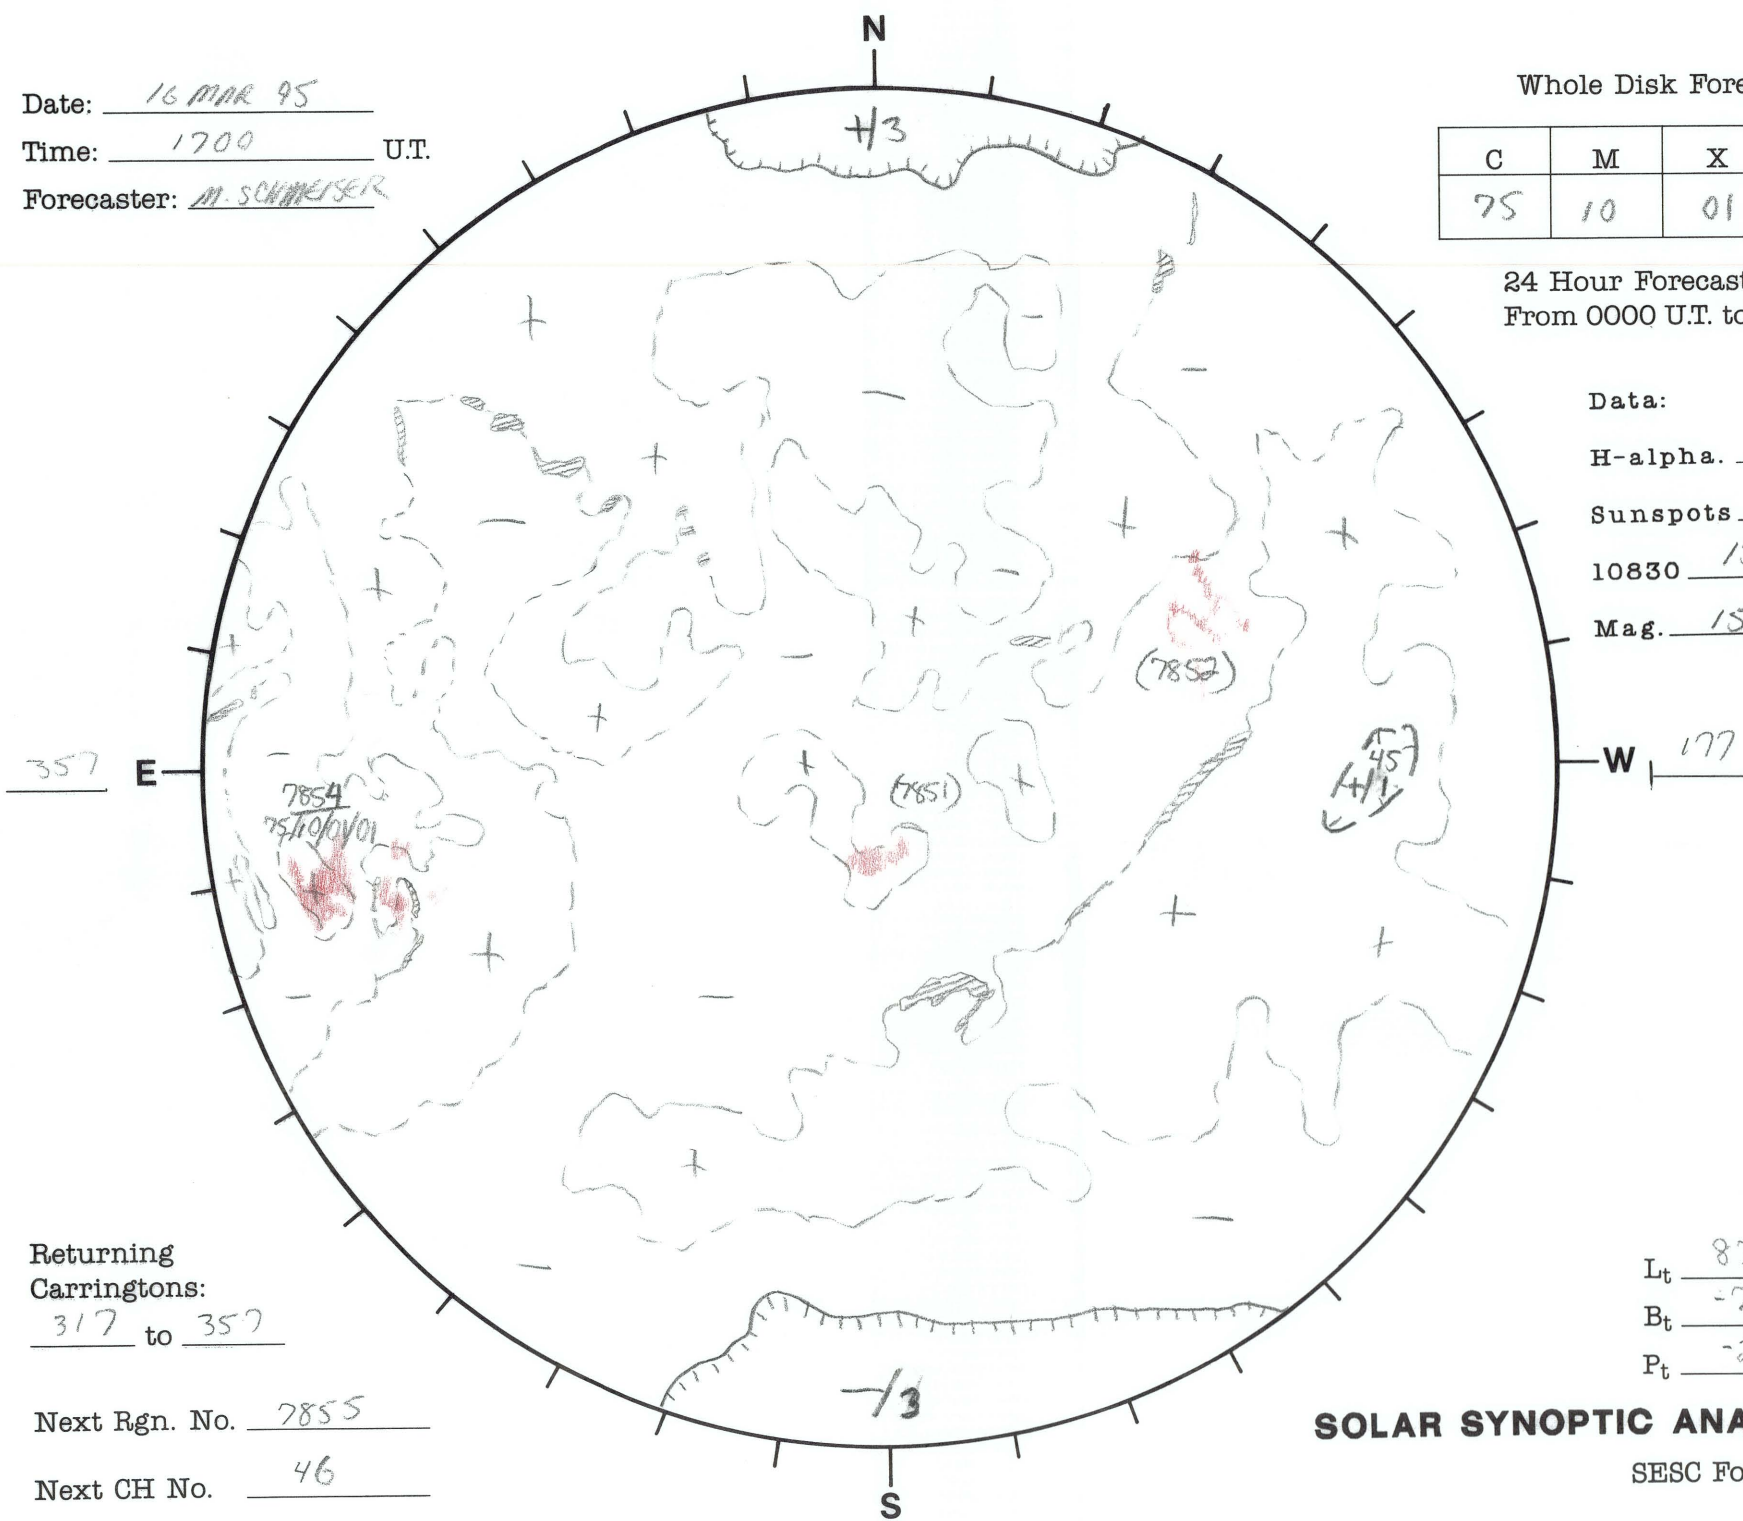 N
Date: 16 MAR 95
Time: 1700 U.T.
Forecaster: M. SCHMEISER
Whole Disk Fore
C M X
75 10 01
24 Hour Forecast
From 0000 U.T. to
Data:
H-alpha.
Sunspots
10830
Mag. 15
+/3
+
-
-
-
+
+
-
+
+
+
+
-
+
-
(7852)
+
-
357 E
W 177
+
(7851)
+
45
+/1
7854
75/10/01/01
+
+
+
+
+
-
-
+
-
-
-/3
Returning
Carringtons:
317 to 357
Next Rgn. No. 7855
Next CH No. 46
Lt 8
Bt -
Pt -
SOLAR SYNOPTIC ANA
SESC Fo
S